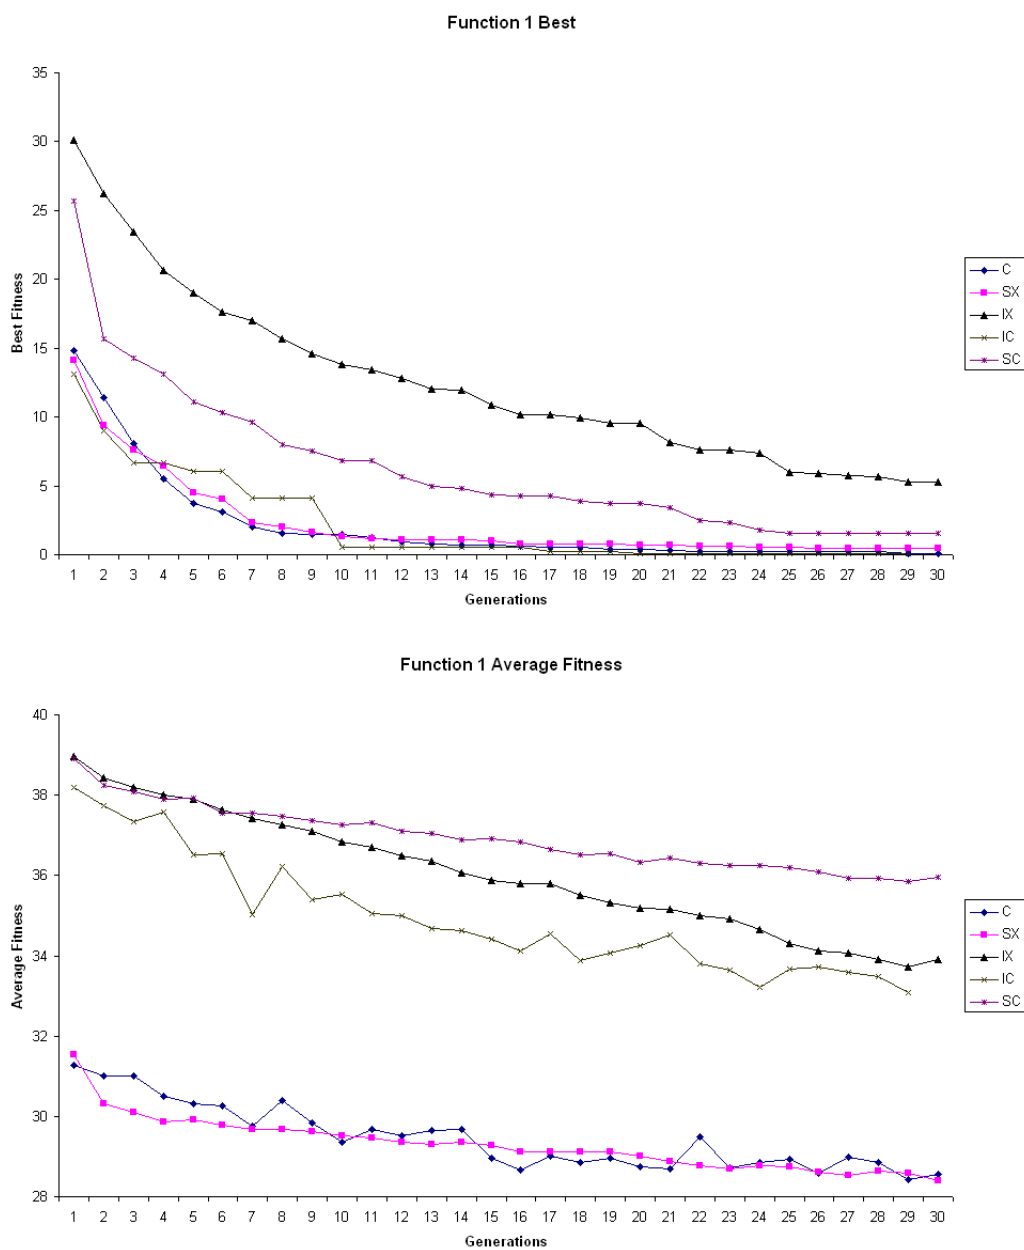 Function 1 Best
35
30
25
20
15
10
5
0
Best Fitness
1 2 3 4 5 6 7 8 9 10 11 12 13 14 15 16 17 18 19 20 21 22 23 24 25 26 27 28 29 30
Generations
C
SX
IX
IC
SC
Function 1 Average Fitness
40
38
36
34
32
30
28
Average Fitness
1 2 3 4 5 6 7 8 9 10 11 12 13 14 15 16 17 18 19 20 21 22 23 24 25 26 27 28 29 30
Generations
C
SX
IX
IC
SC